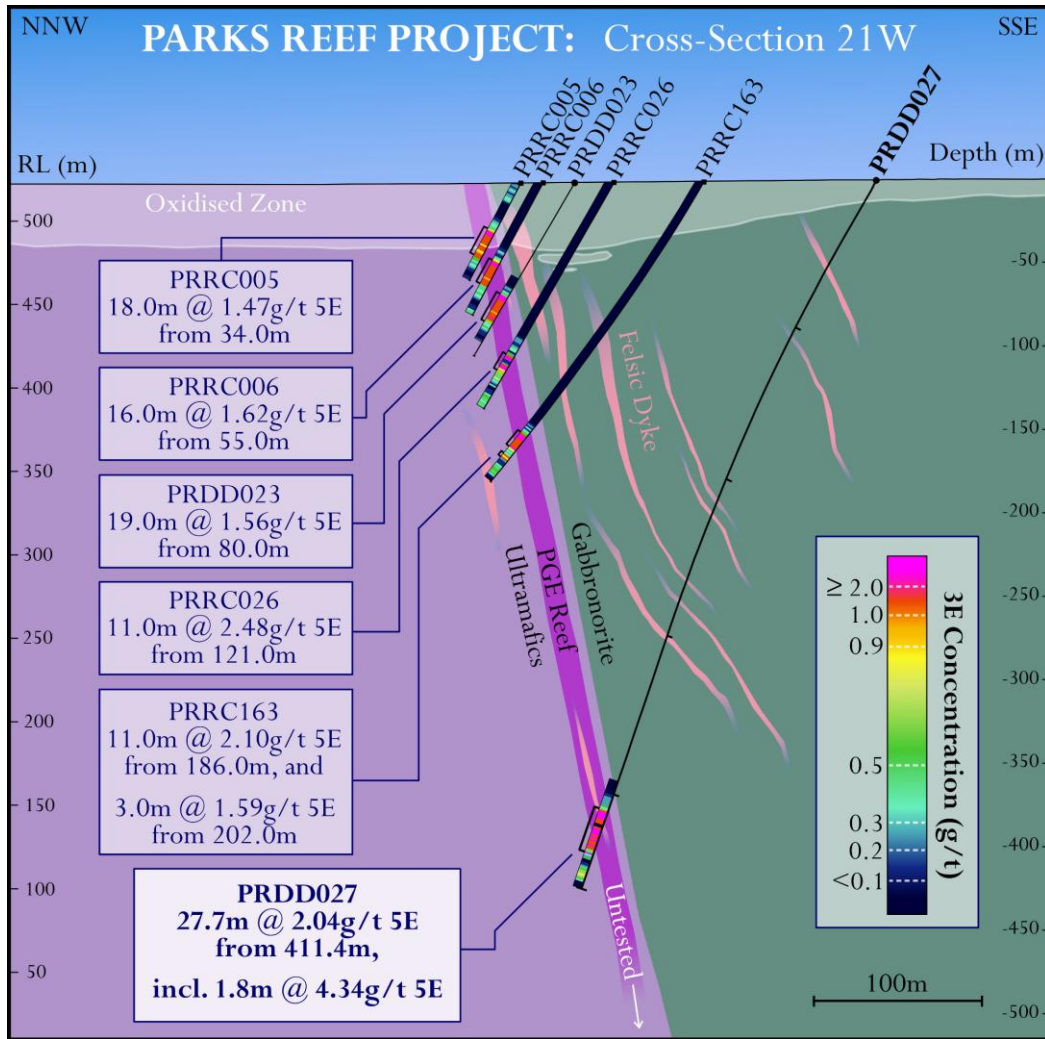 NNW
PARKS REEF PROJECT: Cross-Section 21W
SSE
PRRC005
PRRC006
PRDD023
PRRC026
PRRC163
PRDD027
RL (m)
Depth (m)
Oxidised Zone
500
450
400
350
300
250
200
150
100
50
-50
-100
-150
-200
-250
-300
-350
-400
-450
-500
PRRC005
18.0m @ 1.47g/t 5E
from 34.0m
PRRC006
16.0m @ 1.62g/t 5E
from 55.0m
PRDD023
19.0m @ 1.56g/t 5E
from 80.0m
PRRC026
11.0m @ 2.48g/t 5E
from 121.0m
PRRC163
11.0m @ 2.10g/t 5E
from 186.0m, and
3.0m @ 1.59g/t 5E
from 202.0m
PRDD027
27.7m @ 2.04g/t 5E
from 411.4m,
incl. 1.8m @ 4.34g/t 5E
Felsic Dyke
Ultramafics
PGE Reef
Gabbronorite
Untested
3E Concentration (g/t)
≥ 2.0
1.0
0.9
0.5
0.3
0.2
<0.1
100m